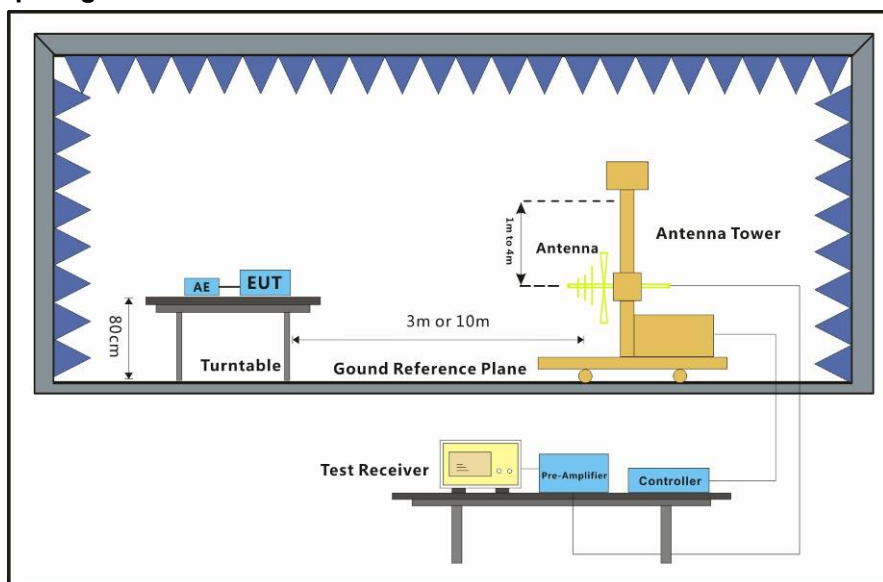 1m to 4m
Antenna
Antenna Tower
AE
EUT
80cm
3m or 10m
Turntable
Gound Reference Plane
Test Receiver
Pre-Amplifier
Controller